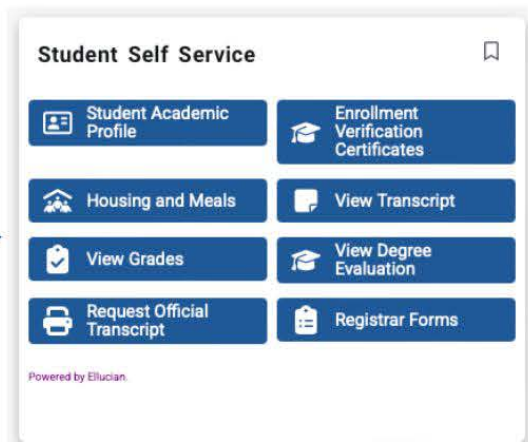 Student Self Service
Student Academic
Profile
Enrollment
Verification
Certificates
Housing and Meals
View Transcript
View Grades
View Degree
Evaluation
Request Official
Transcript
Registrar Forms
Powered by Ellucian.